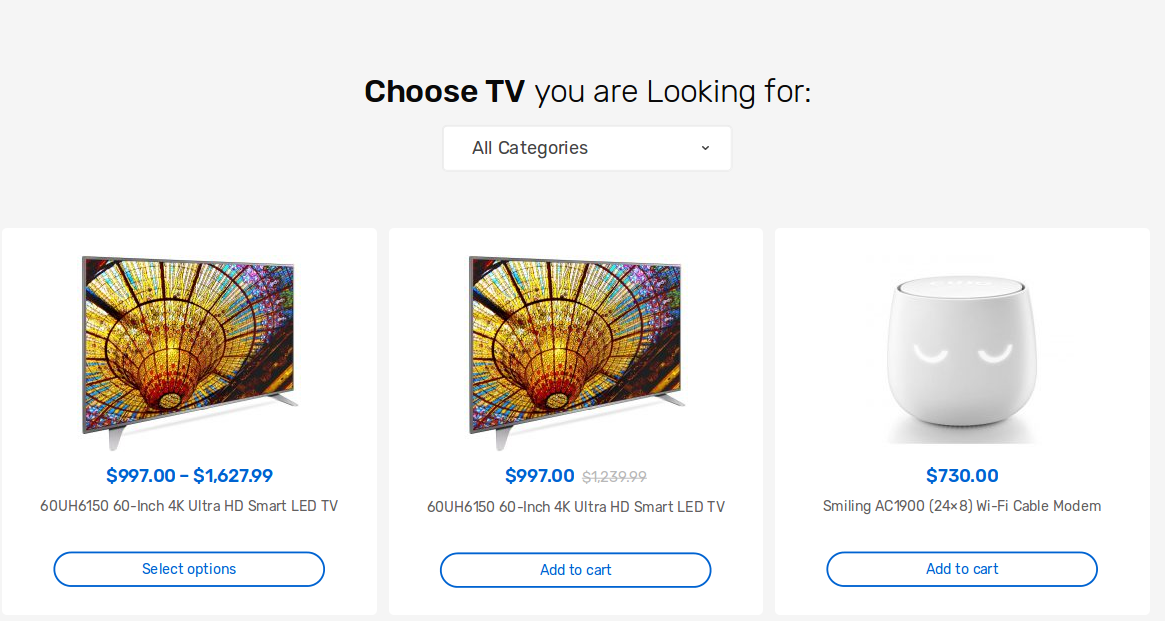 Choose TV you are Looking for:
All Categories
$997.00 – $1,627.99
60UH6150 60-Inch 4K Ultra HD Smart LED TV
Select options
$997.00 $1,239.99
60UH6150 60-Inch 4K Ultra HD Smart LED TV
Add to cart
$730.00
Smiling AC1900 (24×8) Wi-Fi Cable Modem
Add to cart